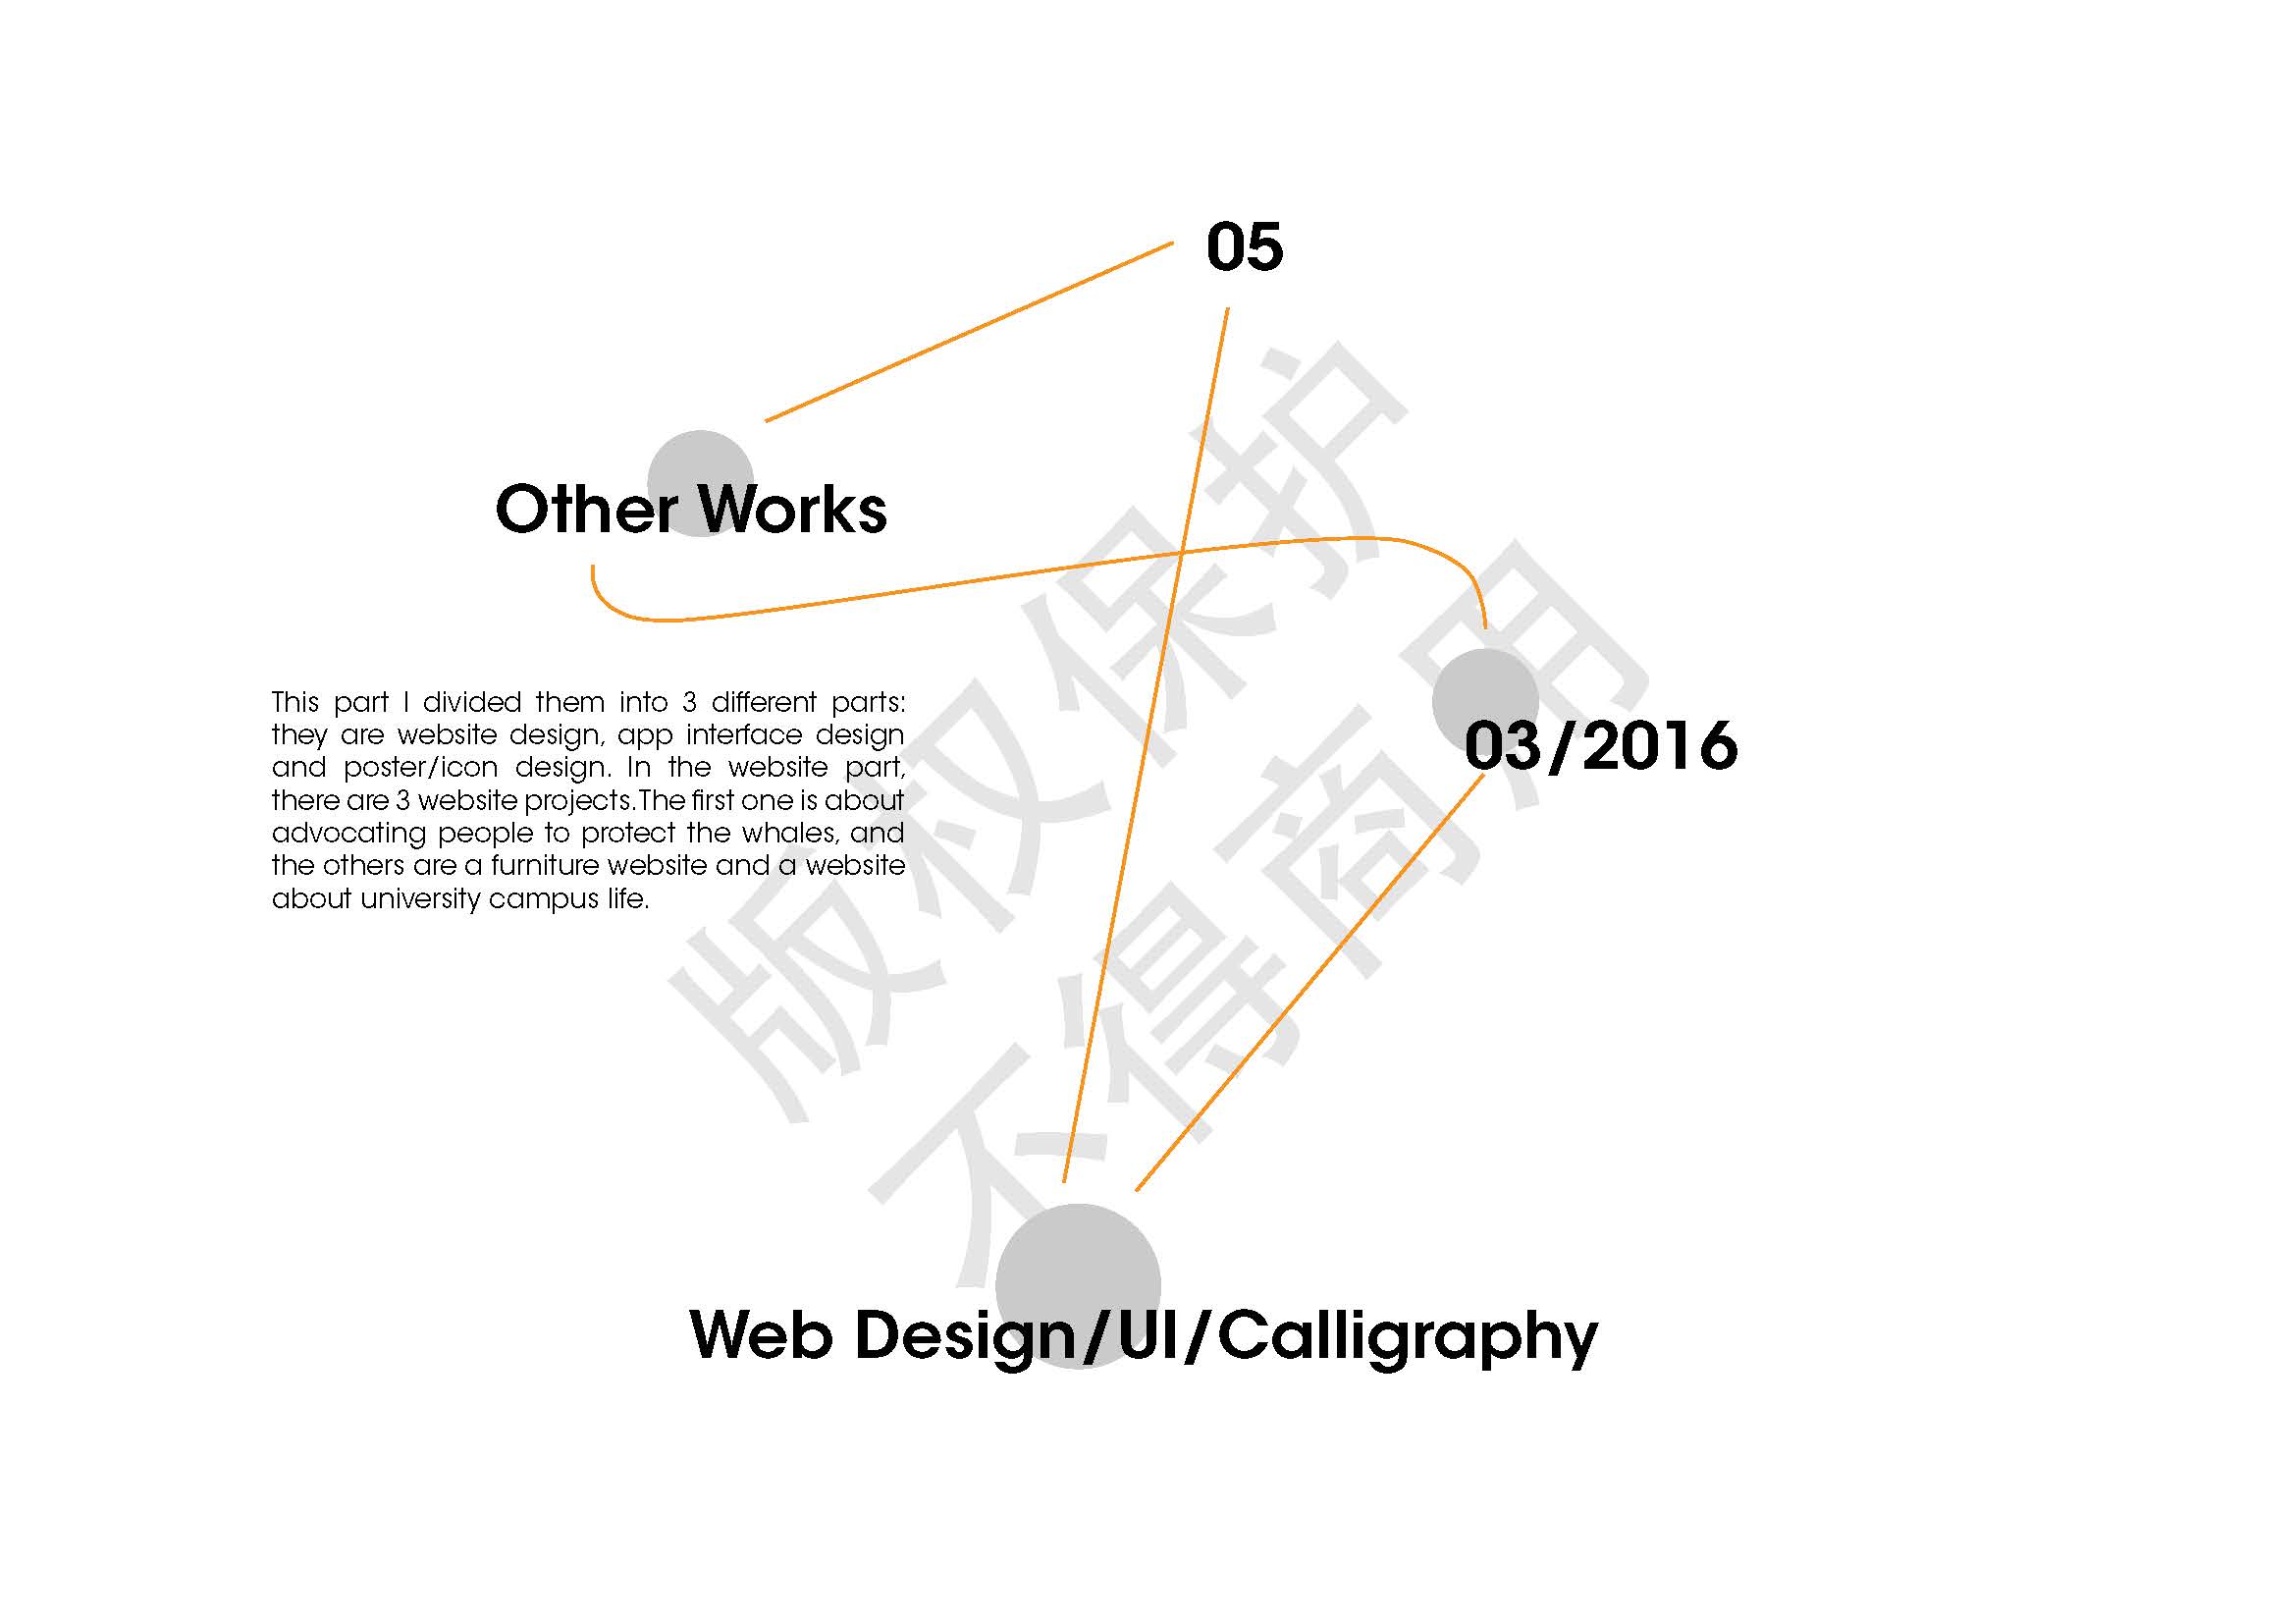 05
Other Works
This part I divided them into 3 different parts:
they are website design, app interface design
and poster/icon design. In the website part,
there are 3 website projects.The first one is about
advocating people to protect the whales, and
the others are a furniture website and a website
about university campus life.
03/2016
Web Design/UI/Calligraphy
版权保护
不得商用